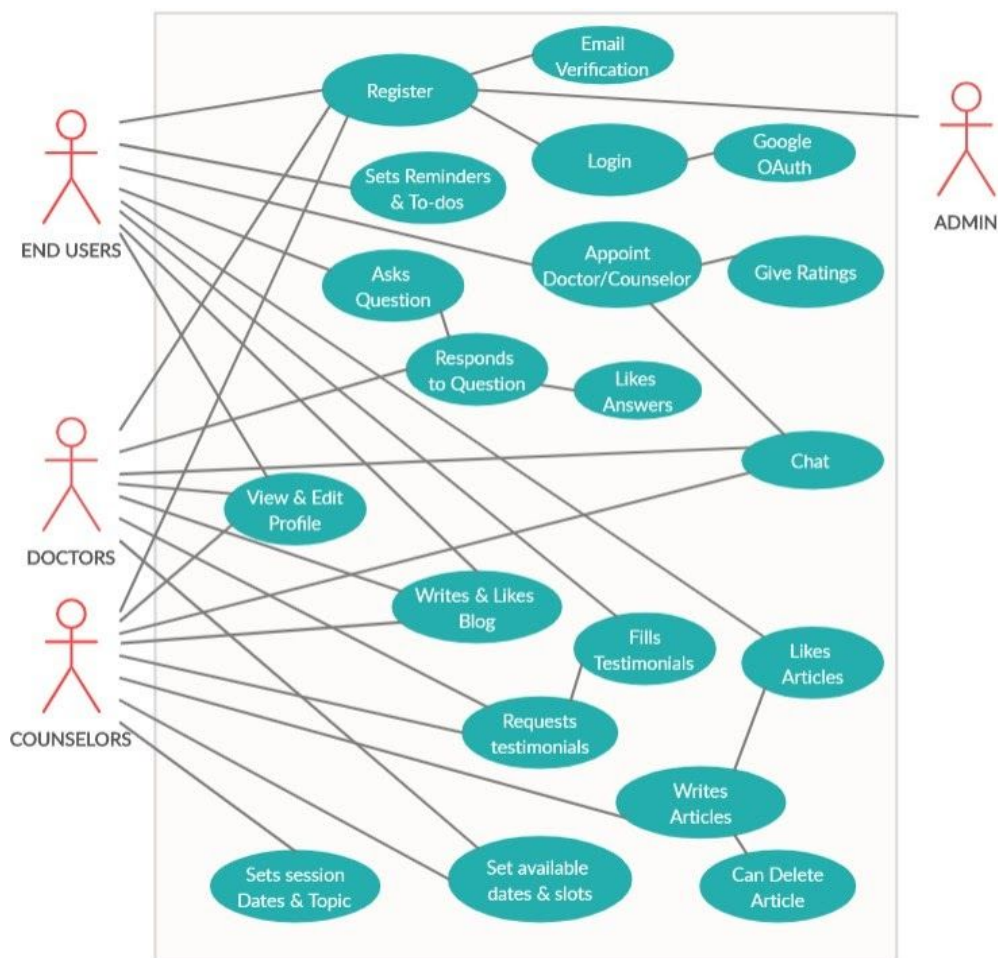 Email
Verification
Register
Google
OAuth
Login
Sets Reminders
& To-dos
END USERS
ADMIN
Appoint
Doctor/Counselor
Give Ratings
Asks
Question
Responds
to Question
Likes
Answers
Chat
View & Edit
Profile
DOCTORS
Writes & Likes
Blog
Fills
Testimonials
Likes
Articles
COUNSELORS
Requests
testimonials
Writes
Articles
Sets session
Dates & Topic
Set available
dates & slots
Can Delete
Article